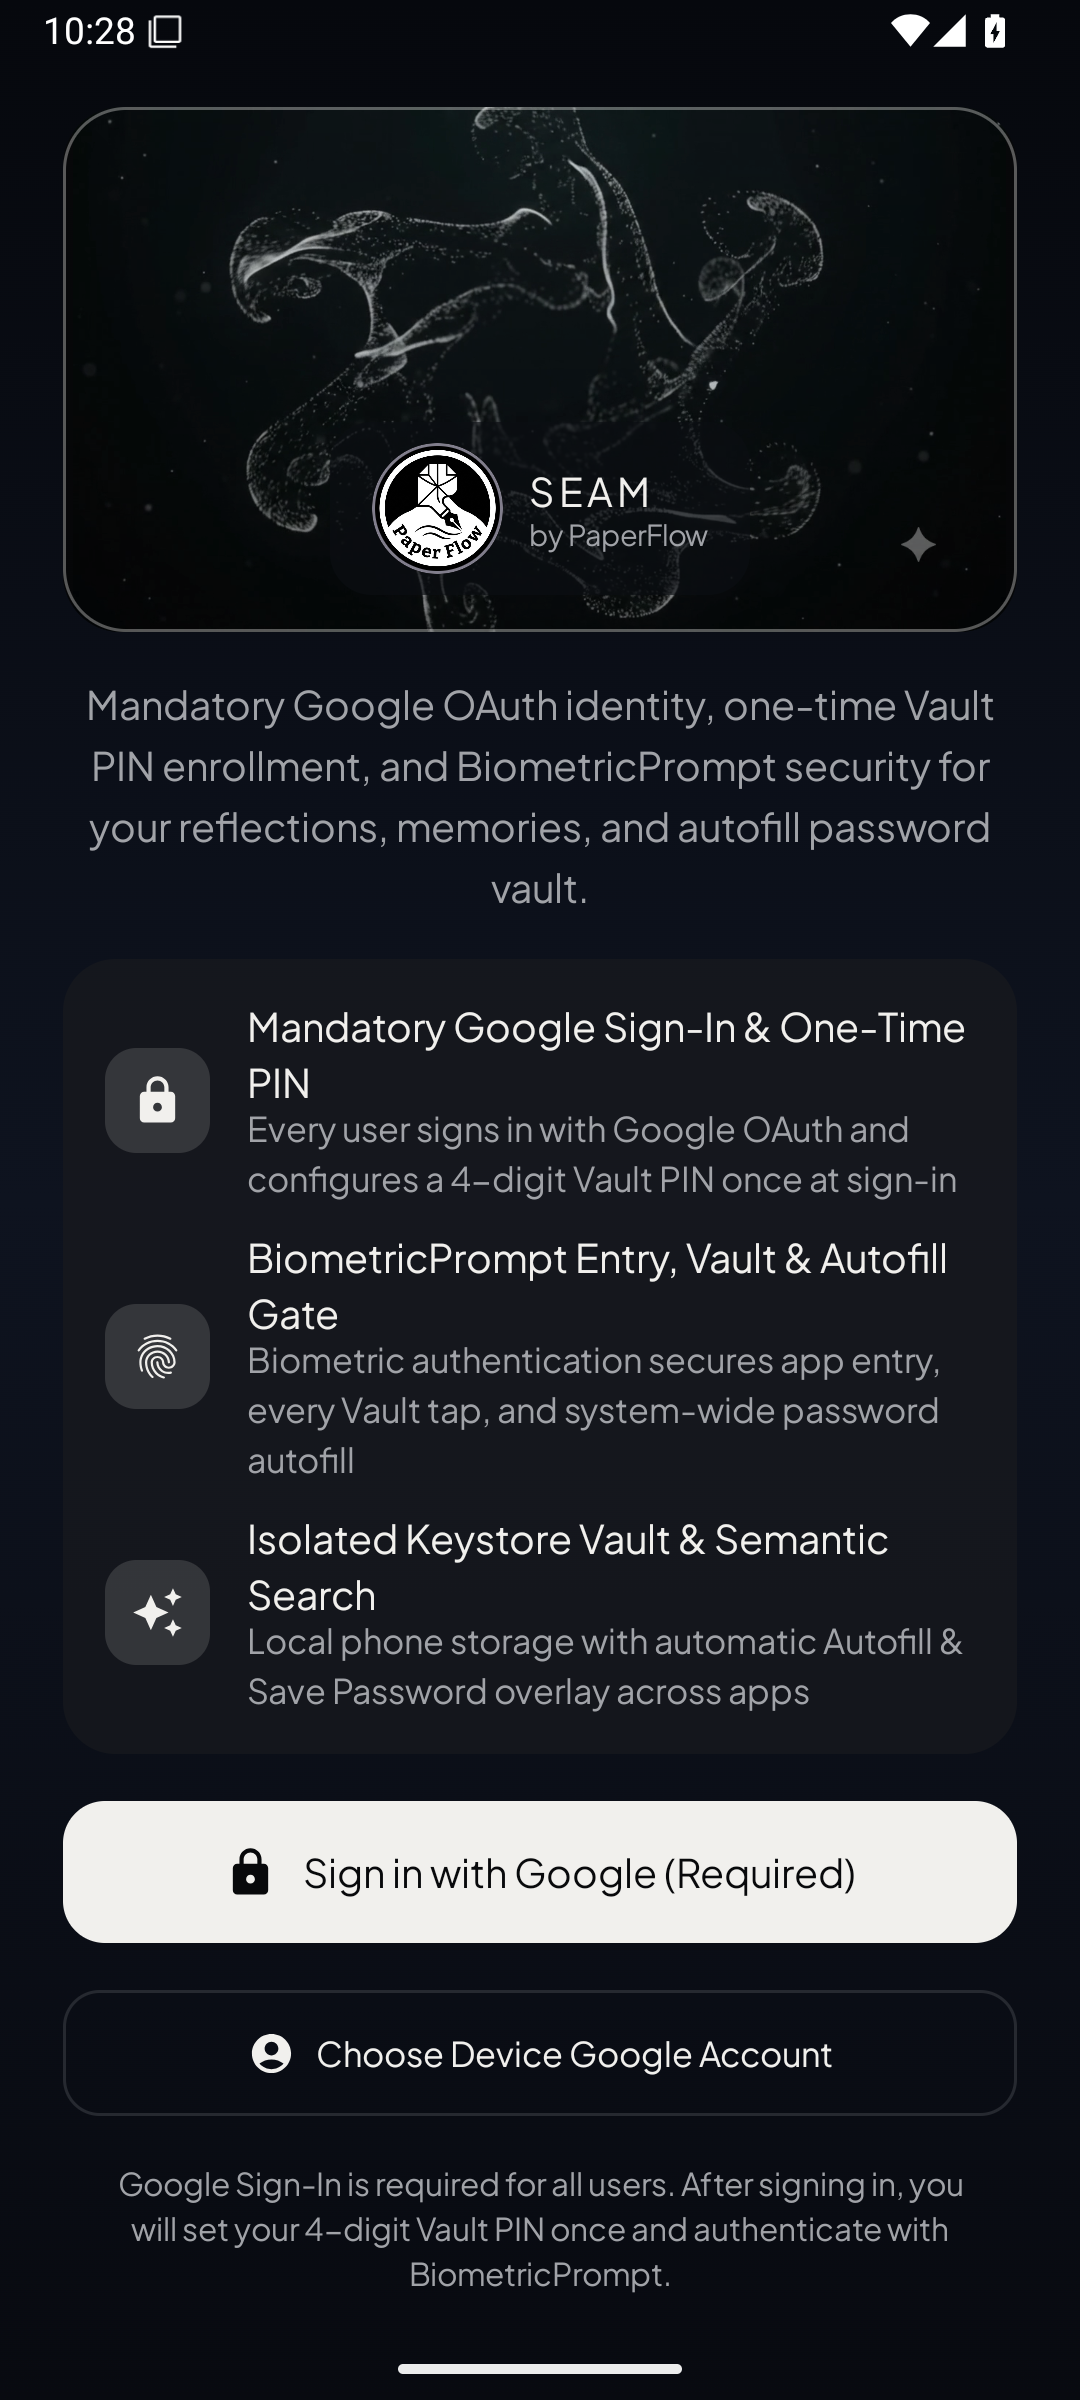 10:28
Paper Flow
SEAM
by PaperFlow
Mandatory Google OAuth identity, one-time Vault
PIN enrollment, and BiometricPrompt security for
your reflections, memories, and autofill password
vault.
Mandatory Google Sign-In & One-Time
PIN
Every user signs in with Google OAuth and
configures a 4-digit Vault PIN once at sign-in
BiometricPrompt Entry, Vault & Autofill
Gate
Biometric authentication secures app entry,
every Vault tap, and system-wide password
autofill
Isolated Keystore Vault & Semantic
Search
Local phone storage with automatic Autofill &
Save Password overlay across apps
Sign in with Google (Required)
Choose Device Google Account
Google Sign-In is required for all users. After signing in, you
will set your 4-digit Vault PIN once and authenticate with
BiometricPrompt.